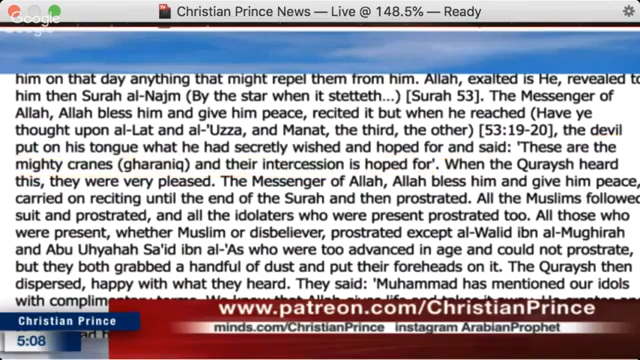 Christian Prince News — Live @ 148.5% — Ready
Google
him on that day anything that might repel them from him. Allah, exalted is He, revealed to
him then Surah al-Najm (By the star when it stetteth...) [Surah 53]. The Messenger of
Allah, Allah bless him and give him peace, recited it but when he reached (Have ye
thought upon al-Lat and al-'Uzza, and Manat, the third, the other) [53:19-20], the devil
put on his tongue what he had secretly wished and hoped for and said: 'These are the
mighty cranes (gharaniq) and their intercession is hoped for'. When the Quraysh heard
this, they were very pleased. The Messenger of Allah, Allah bless him and give him peace,
carried on reciting until the end of the Surah and then prostrated. All the Muslims followed
suit and prostrated, and all the idolaters who were present prostrated too. All those who
were present, whether Muslim or disbeliever, prostrated except al-Walid ibn al-Mughirah
and Abu Uhyahah Sa'id ibn al-'As who were too advanced in age and could not prostrate,
but they both grabbed a handful of dust and put their foreheads on it. The Quraysh then
dispersed, happy with what they heard. They said: 'Muhammad has mentioned our idols
with
www.patreon.com/ChristianPrince
Christian Prince
minds.com/ChristianPrince instagram ArabianProphet
5:08